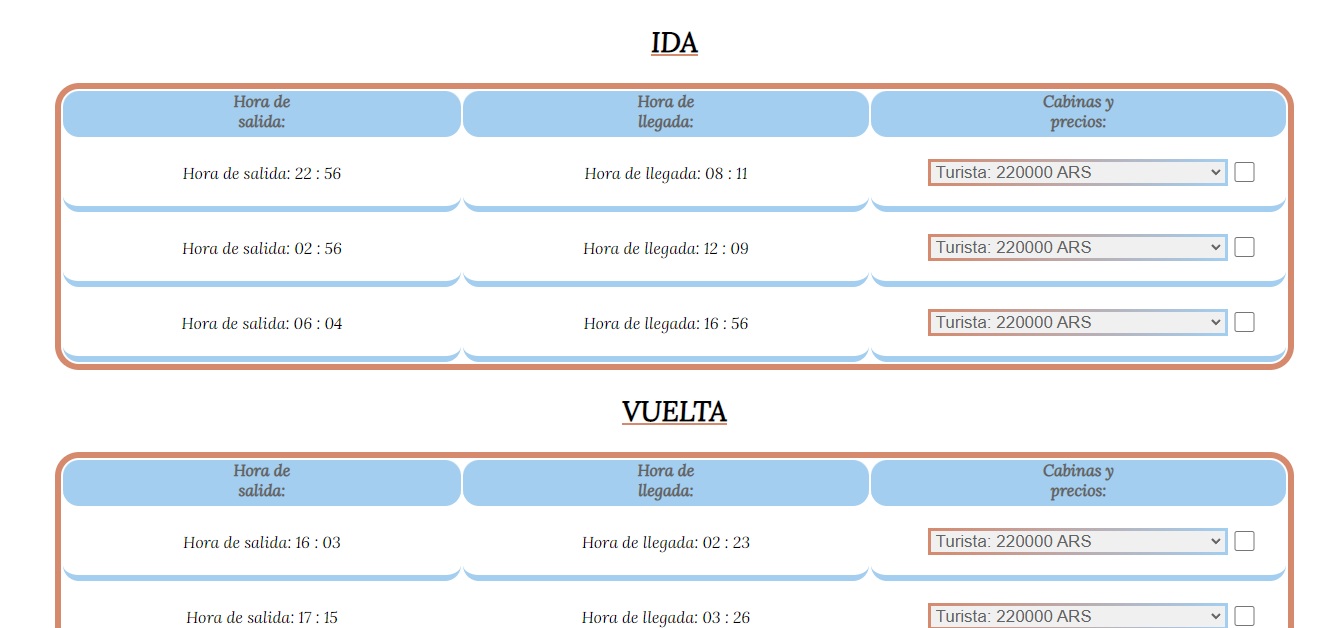 IDA
Hora de
salida:
Hora de
llegada:
Cabinas y
precios:
Hora de salida: 22 : 56
Hora de llegada: 08 : 11
Turista: 220000 ARS
Hora de salida: 02 : 56
Hora de llegada: 12 : 09
Turista: 220000 ARS
Hora de salida: 06 : 04
Hora de llegada: 16 : 56
Turista: 220000 ARS
VUELTA
Hora de
salida:
Hora de
llegada:
Cabinas y
precios:
Hora de salida: 16 : 03
Hora de llegada: 02 : 23
Turista: 220000 ARS
Hora de salida: 17 : 15
Hora de llegada: 03 : 26
Turista: 220000 ARS